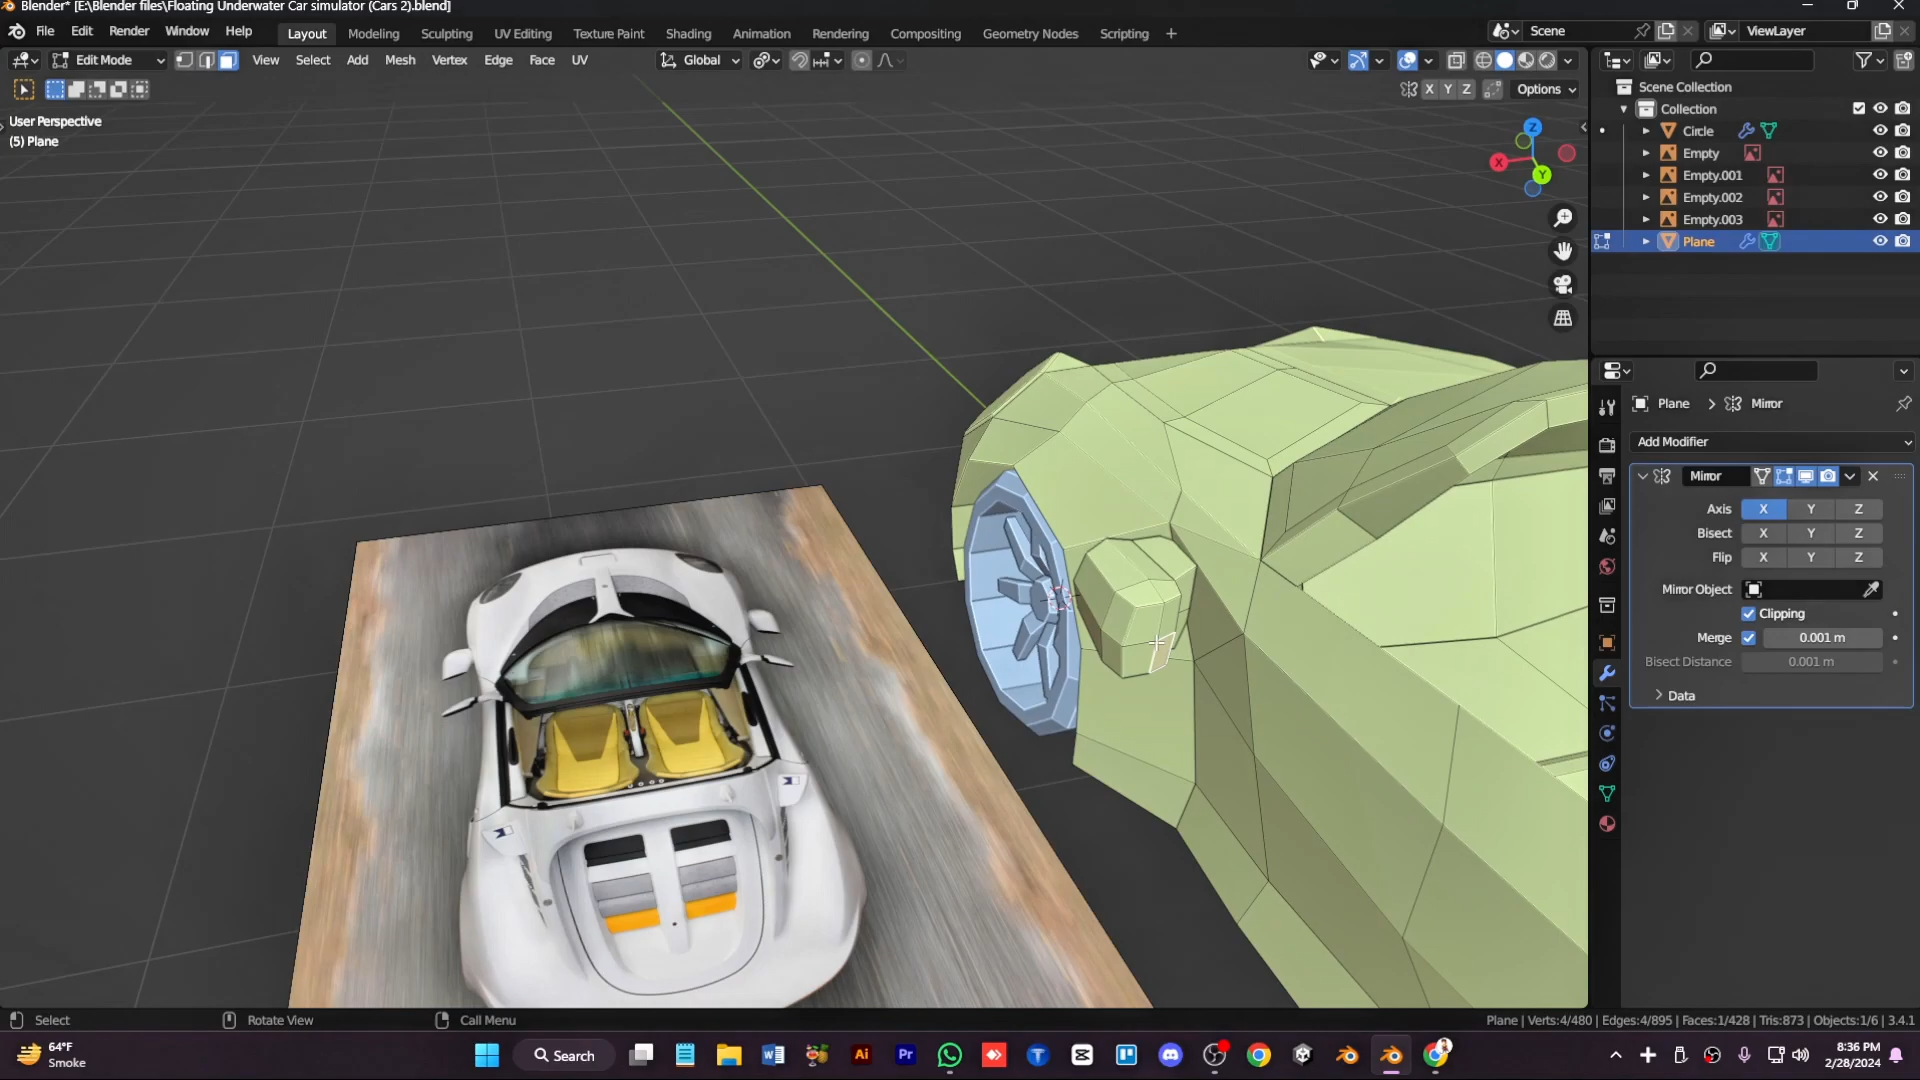 Blender* [E:\Blender files\Floating Underwater Car simulator (Cars 2).blend]
File Edit Render Window Help Layout Modeling Sculpting UV Editing Texture Paint Shading Animation Rendering Compositing Geometry Nodes Scripting + Scene ViewLayer
Edit Mode View Select Add Mesh Vertex Edge Face UV Global
X Y Z Options
User Perspective
(5) Plane
Z
X
Y
Scene Collection
Collection
Circle
Empty
Empty.001
Empty.002
Empty.003
Plane
Plane > Mirror
Add Modifier
Mirror
Axis X Y Z
Bisect X Y Z
Flip X Y Z
Mirror Object
Clipping
Merge 0.001 m
Bisect Distance 0.001 m
Data
Select Rotate View Call Menu Plane | Verts:4/480 | Edges:4/895 | Faces:1/428 | Tris:873 | Objects:1/6 | 3.4.1
64°F
Smoke
Search
Ai Pr
8:36 PM
2/28/2024